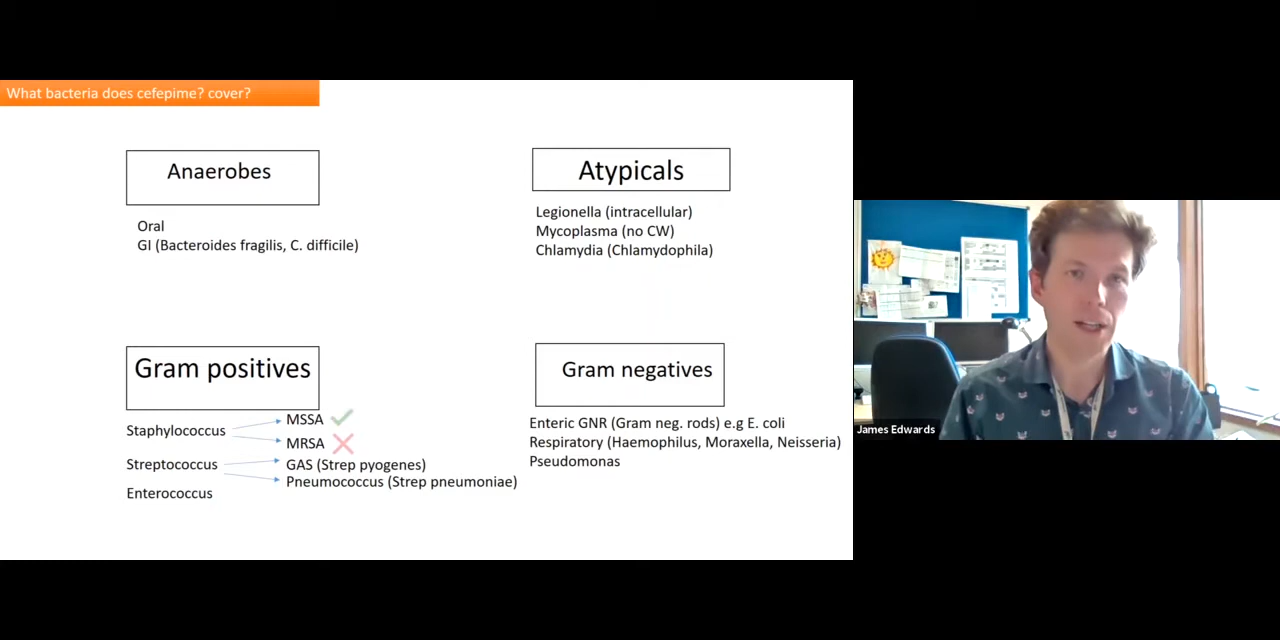 What bacteria does cefepime? cover?
Anaerobes
Oral
GI (Bacteroides fragilis, C. difficile)
Atypicals
Legionella (intracellular)
Mycoplasma (no CW)
Chlamydia (Chlamydophila)
Gram positives
Staphylococcus
MSSA
MRSA
Streptococcus
GAS (Strep pyogenes)
Pneumococcus (Strep pneumoniae)
Enterococcus
Gram negatives
Enteric GNR (Gram neg. rods) e.g E. coli
Respiratory (Haemophilus, Moraxella, Neisseria)
Pseudomonas
James Edwards